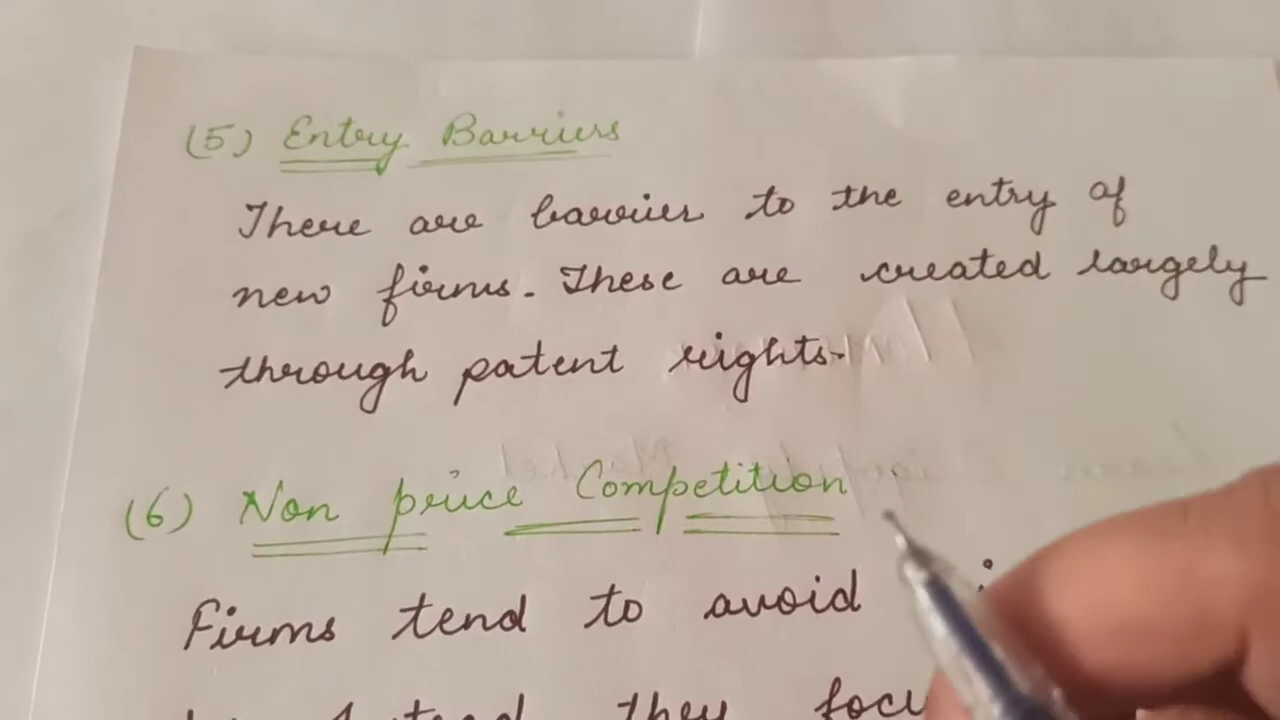 (5) Entry Barriers
There are barrier to the entry of
new firms. These are created largely
through patent rights.
(6) Non price Competition
Firms tend to avoid
they